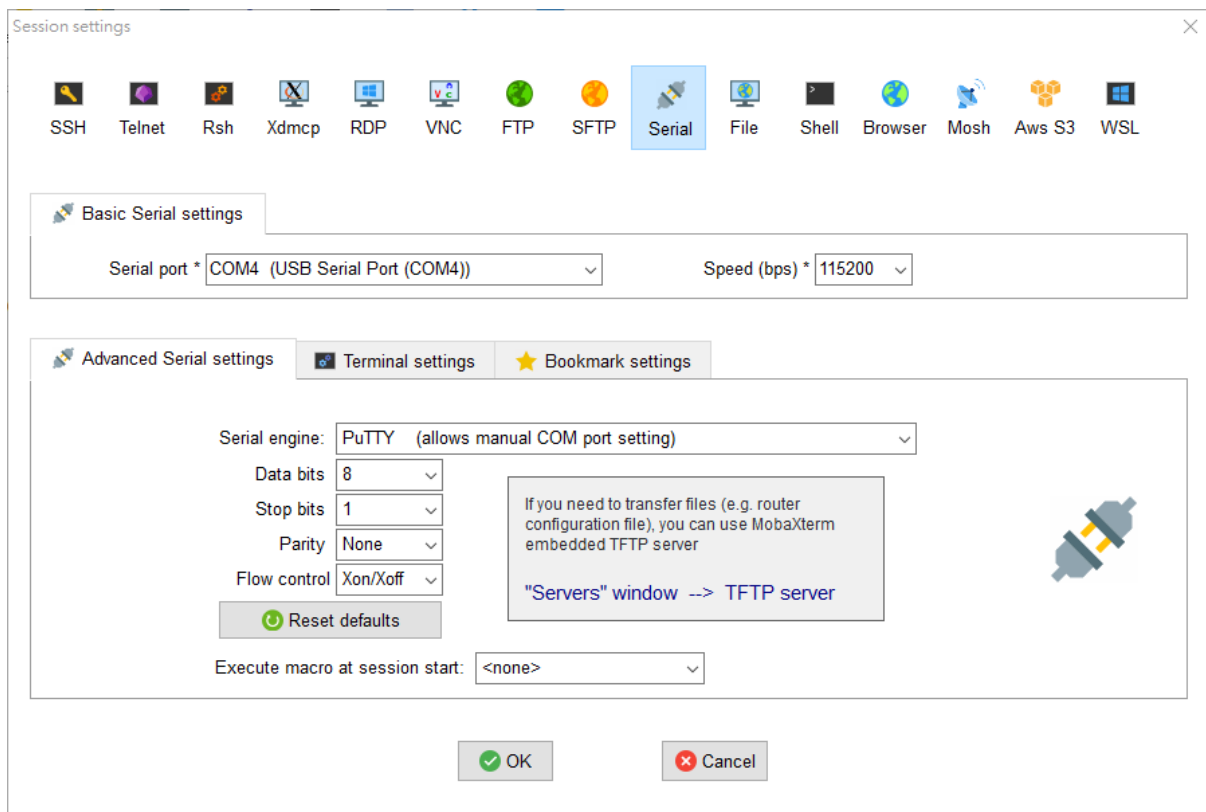 Session settings
SSH Telnet Rsh Xdmcp RDP VNC FTP SFTP Serial File Shell Browser Mosh Aws S3 WSL
Basic Serial settings
Serial port * COM4 (USB Serial Port (COM4)) Speed (bps) * 115200
Advanced Serial settings Terminal settings Bookmark settings
Serial engine: PuTTY (allows manual COM port setting)
Data bits 8
Stop bits 1
Parity None
Flow control Xon/Xoff
Reset defaults
If you need to transfer files (e.g. router
configuration file), you can use MobaXterm
embedded TFTP server
"Servers" window --> TFTP server
Execute macro at session start: <none>
OK Cancel